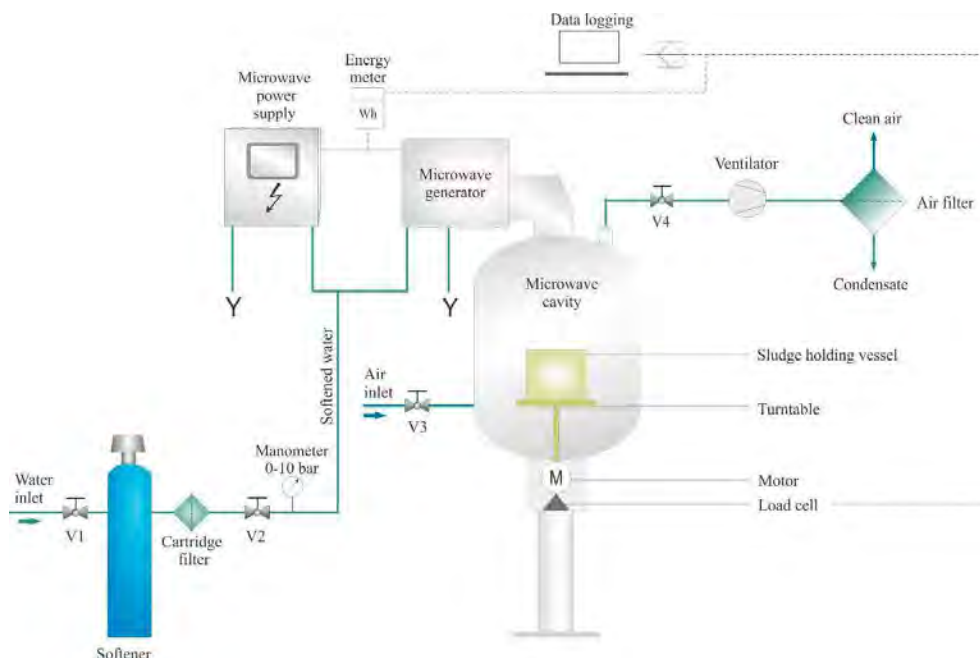 Data logging
Energy
meter
Wh
Microwave
power
supply
Clean air
Microwave
generator
Ventilator
V4
Air filter
Microwave
cavity
Condensate
Y
Y
Softened water
Sludge holding vessel
Air
inlet
V3
Turntable
Manometer
0-10 bar
M
Motor
Water
inlet
Load cell
V1
V2
Cartridge
filter
Softener